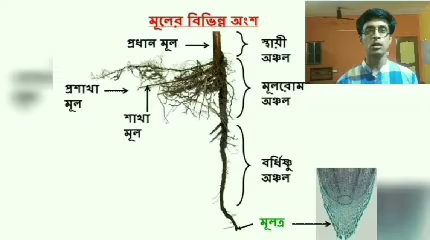 মূলের বিভিন্ন অংশ
প্রধান মূল
স্থায়ী
অঞ্চল
প্রশাখা
মূল
শাখা
মূল
মূলরোম
অঞ্চল
বর্ধিষ্ণু
অঞ্চল
মূলত্র